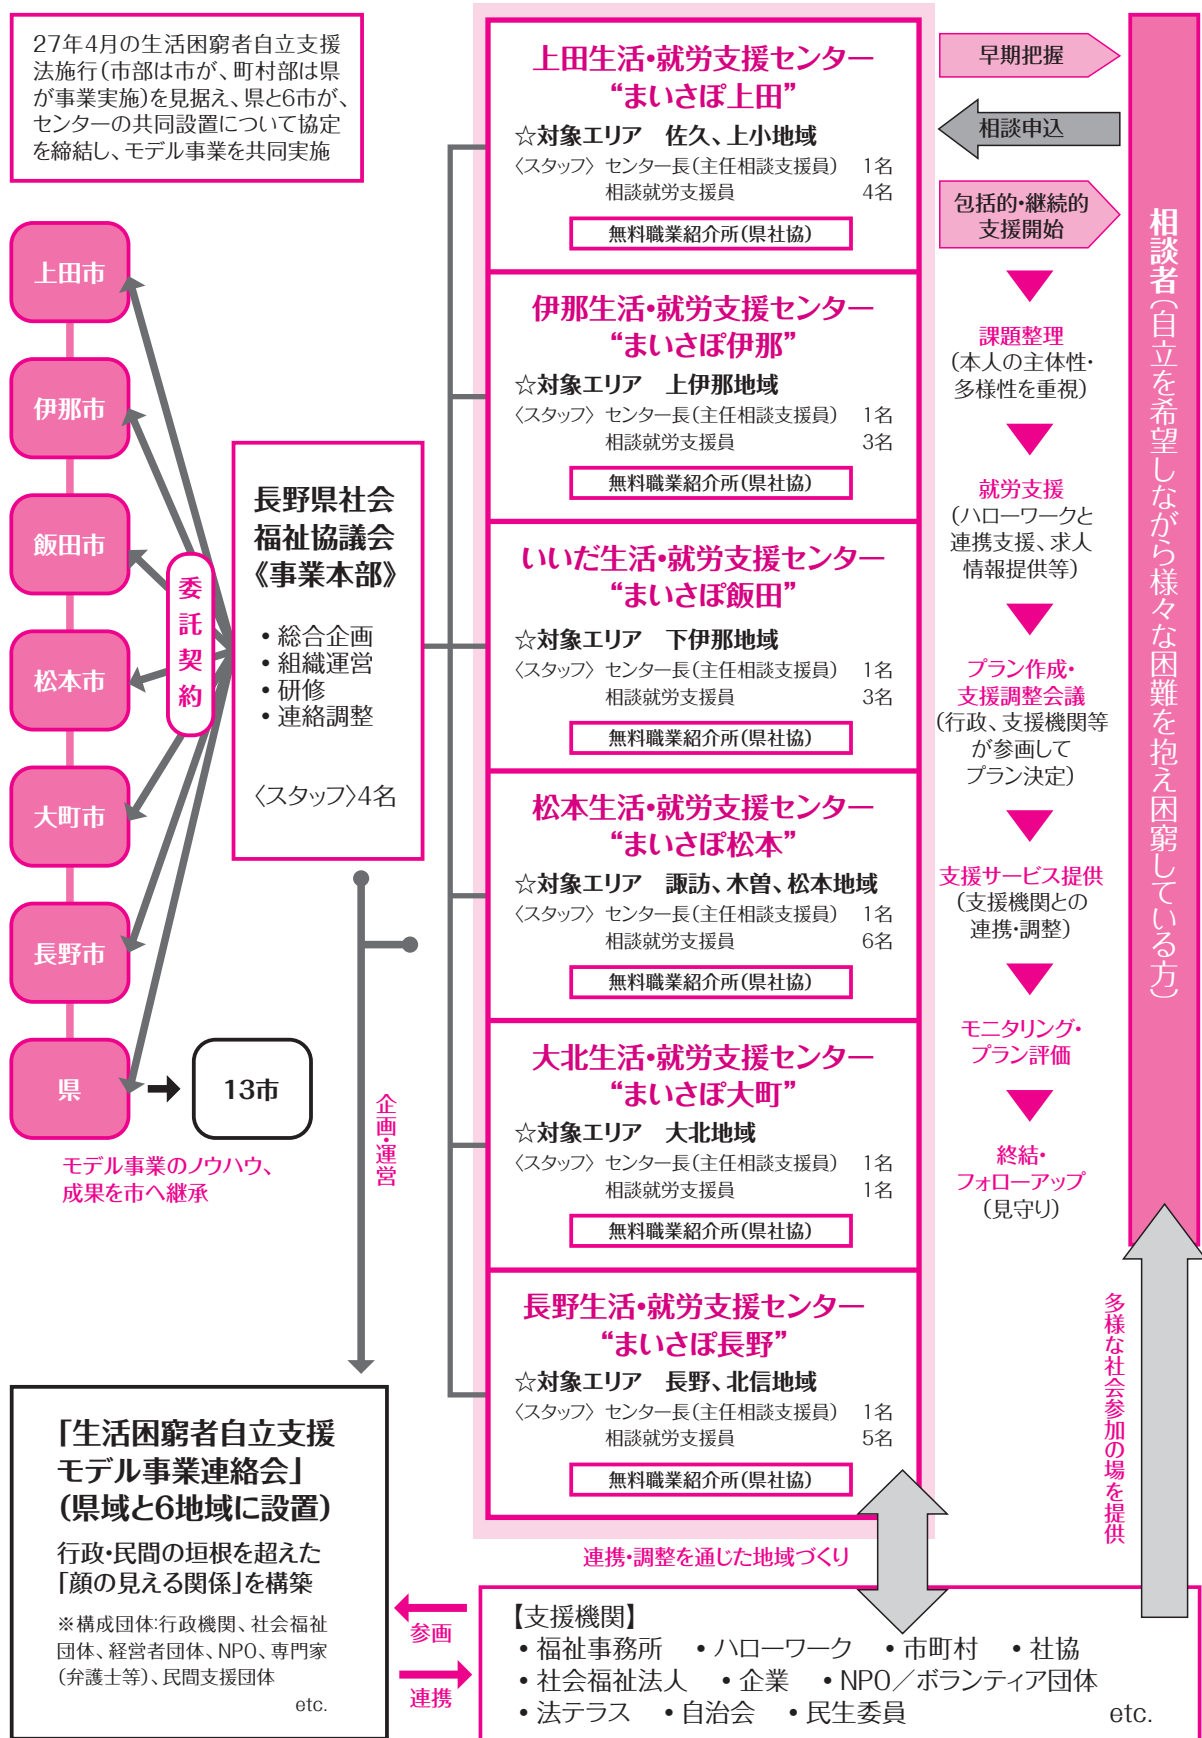 27年4月の生活困窮者自立支援
法施行(市部は市が、町村部は県
が事業実施)を見据え、県と6市が、
センターの共同設置について協定
を締結し、モデル事業を共同実施
上田市
伊那市
飯田市
松本市
大町市
長野市
県
13市
モデル事業のノウハウ、
成果を市へ継承
委託契約
長野県社会
福祉協議会
《事業本部》
• 総合企画
• 組織運営
• 研修
• 連絡調整
〈スタッフ〉4名
企画・運営
上田生活・就労支援センター
“まいさぽ上田”
☆対象エリア 佐久、上小地域
〈スタッフ〉 センター長(主任相談支援員) 1名
相談就労支援員 4名
無料職業紹介所(県社協)
伊那生活・就労支援センター
“まいさぽ伊那”
☆対象エリア 上伊那地域
〈スタッフ〉 センター長(主任相談支援員) 1名
相談就労支援員 3名
無料職業紹介所(県社協)
いいだ生活・就労支援センター
“まいさぽ飯田”
☆対象エリア 下伊那地域
〈スタッフ〉 センター長(主任相談支援員) 1名
相談就労支援員 3名
無料職業紹介所(県社協)
松本生活・就労支援センター
“まいさぽ松本”
☆対象エリア 諏訪、木曽、松本地域
〈スタッフ〉 センター長(主任相談支援員) 1名
相談就労支援員 6名
無料職業紹介所(県社協)
大北生活・就労支援センター
“まいさぽ大町”
☆対象エリア 大北地域
〈スタッフ〉 センター長(主任相談支援員) 1名
相談就労支援員 1名
無料職業紹介所(県社協)
長野生活・就労支援センター
“まいさぽ長野”
☆対象エリア 長野、北信地域
〈スタッフ〉 センター長(主任相談支援員) 1名
相談就労支援員 5名
無料職業紹介所(県社協)
早期把握
相談申込
包括的・継続的
支援開始
課題整理
(本人の主体性・
多様性を重視)
就労支援
(ハローワークと
連携支援、求人
情報提供等)
プラン作成・
支援調整会議
(行政、支援機関等
が参画して
プラン決定)
支援サービス提供
(支援機関との
連携・調整)
モニタリング・
プラン評価
終結・
フォローアップ
(見守り)
相談者(自立を希望しながら様々な困難を抱え困窮している方)
多様な社会参加の場を提供
「生活困窮者自立支援
モデル事業連絡会」
(県域と6地域に設置)
行政・民間の垣根を超えた
「顔の見える関係」を構築
※構成団体:行政機関、社会福祉
団体、経営者団体、NPO、専門家
(弁護士等)、民間支援団体
etc.
参画
連携
連携・調整を通じた地域づくり
【支援機関】
• 福祉事務所 • ハローワーク • 市町村 • 社協
• 社会福祉法人 • 企業 • NPO／ボランティア団体
• 法テラス • 自治会 • 民生委員 etc.